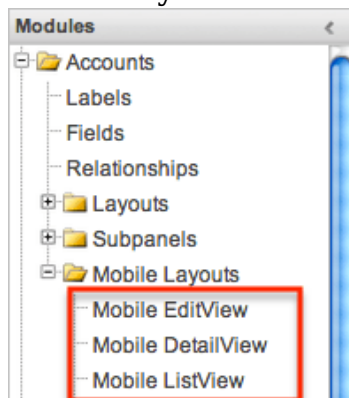 Modules
Accounts
Labels
Fields
Relationships
Layouts
Subpanels
Mobile Layouts
Mobile EditView
Mobile DetailView
Mobile ListView